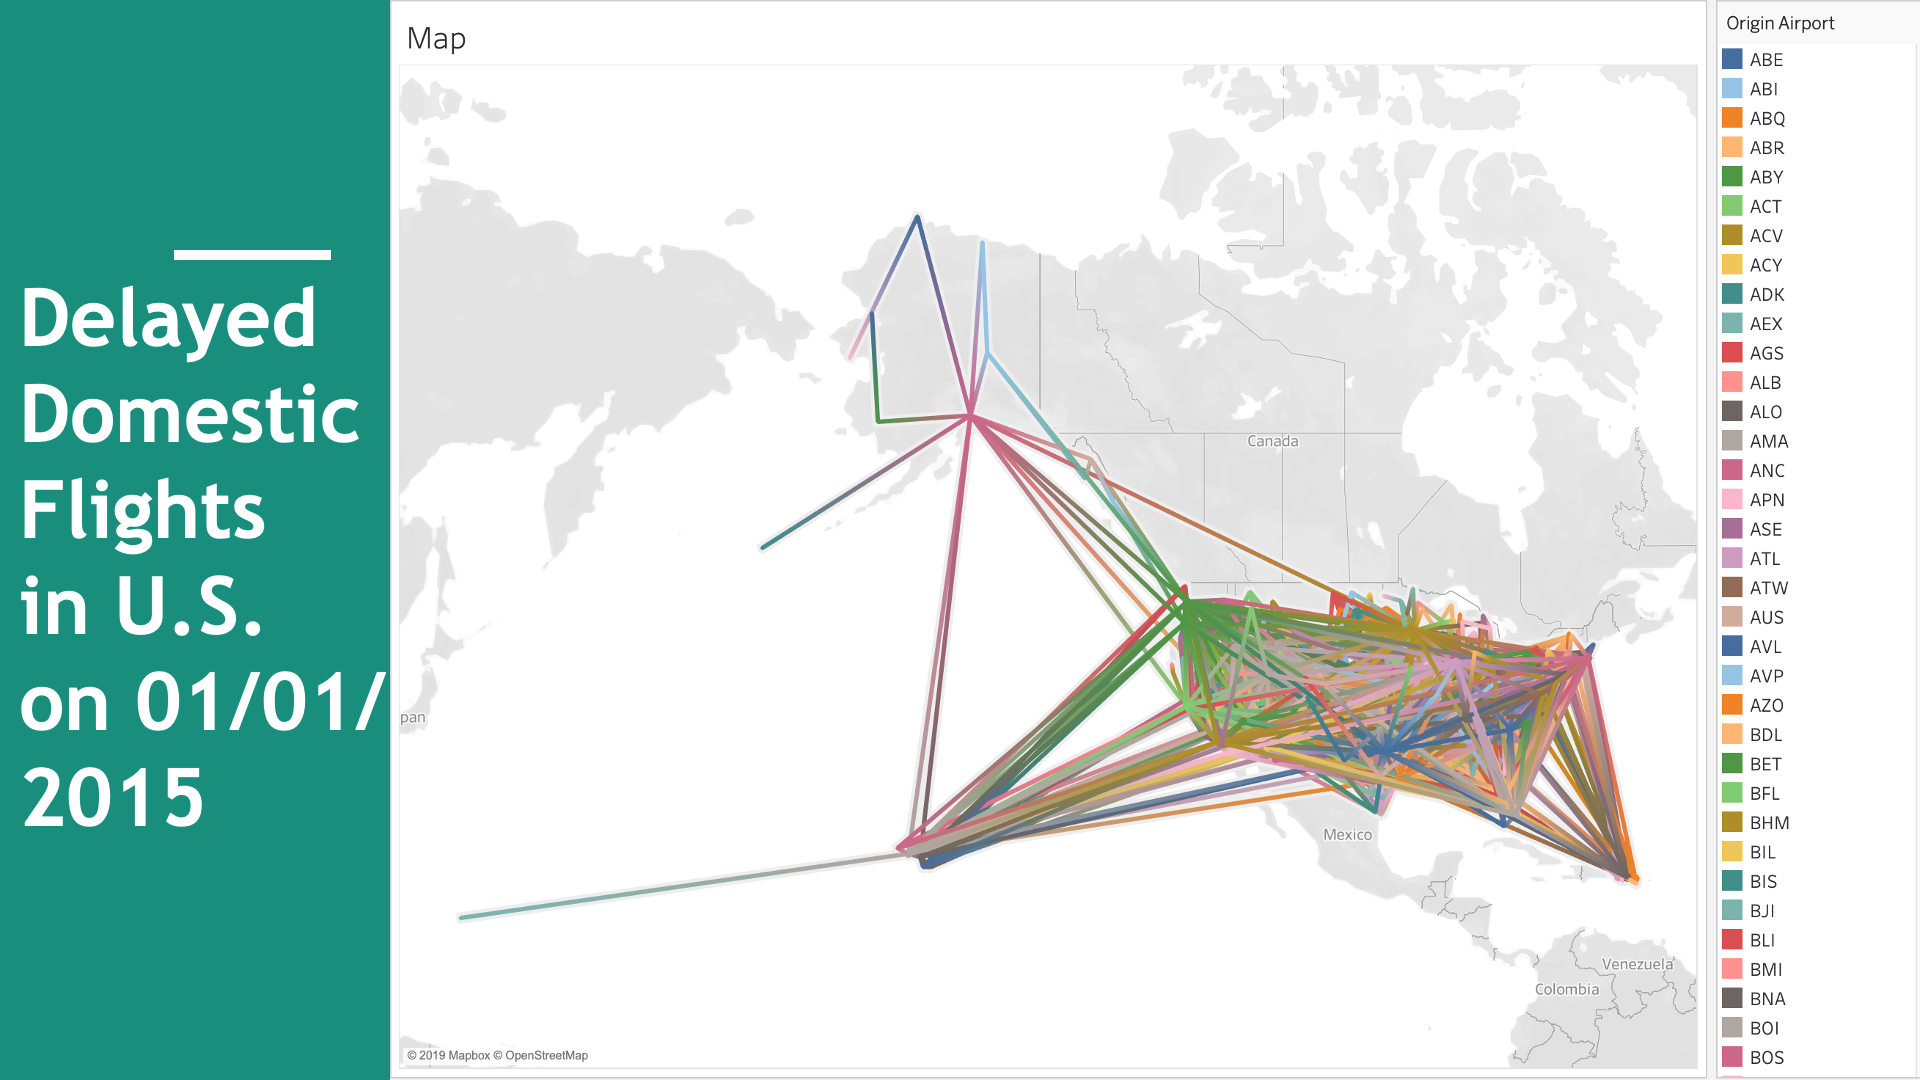 Delayed
Domestic
Flights
in U.S.
on 01/01/
2015
Map
Canada
pan
Mexico
Venezuela
Colombia
© 2019 Mapbox © OpenStreetMap
Origin Airport
ABE
ABI
ABQ
ABR
ABY
ACT
ACV
ACY
ADK
AEX
AGS
ALB
ALO
AMA
ANC
APN
ASE
ATL
ATW
AUS
AVL
AVP
AZO
BDL
BET
BFL
BHM
BIL
BIS
BJI
BLI
BMI
BNA
BOI
BOS